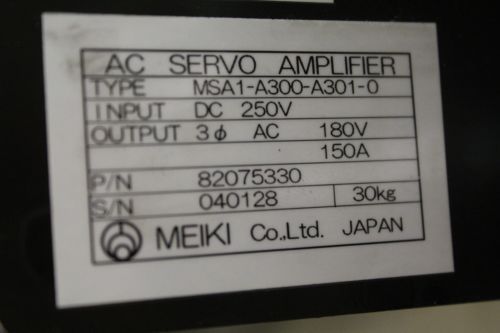 AC SERVO AMPLIFIER
TYPE MSA1-A300-A301-0
INPUT DC 250V
OUTPUT 3ϕ AC 180V
150A
P/N 82075330
S/N 040128 30kg
MEIKI Co.,Ltd. JAPAN